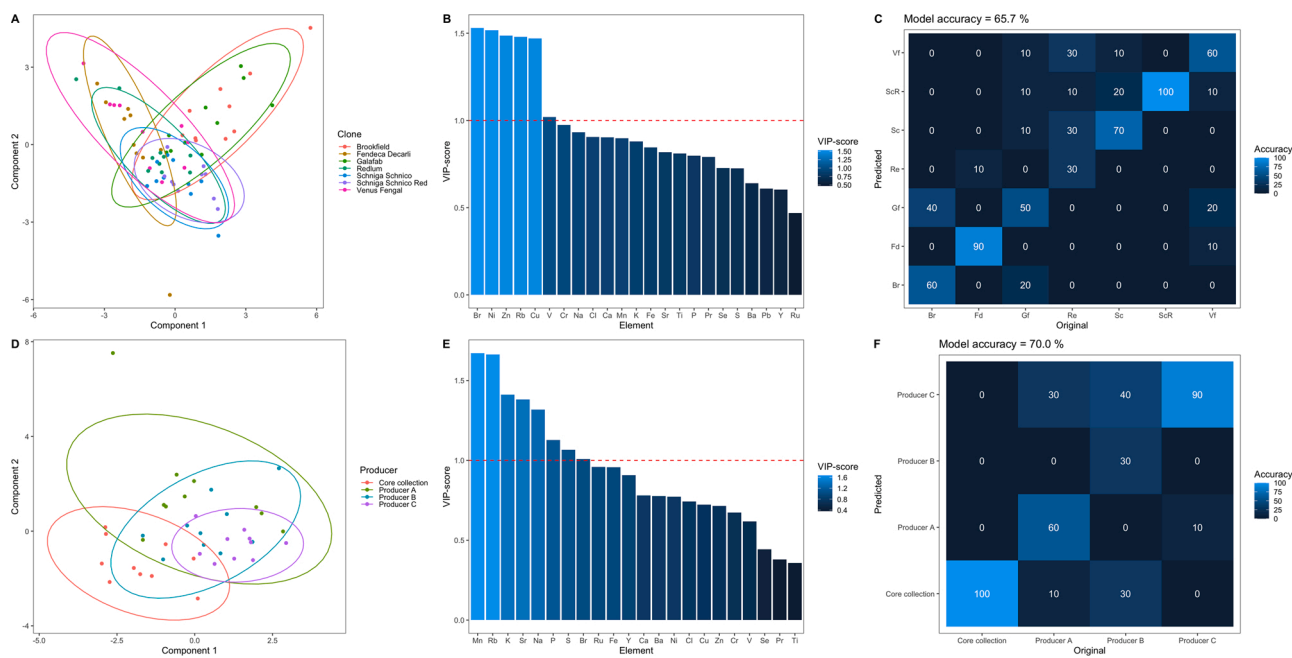 A
Component 2
3
0
-3
-6
-6
-3
0
3
6
Component 1
Clone
Brookfield
Fendeca Decarli
Galafab
Redlum
Schniga Schnico
Schniga Schnico Red
Venus Fengal
B
VIP-score
1.5
1.0
0.5
0.0
Br Ni Zn Rb Cu V Cr Na Cl Ca Mn K Fe Sr Ti P Pr Se S Ba Pb Y Ru
Element
VIP-score
1.50
1.25
1.00
0.75
0.50
C
Model accuracy = 65.7 %
Predicted
Vf 0 0 10 30 10 0 60
ScR 0 0 10 10 20 100 10
Sc 0 0 10 30 70 0 0
Re 0 10 0 30 0 0 0
Gf 40 0 50 0 0 0 20
Fd 0 90 0 0 0 0 10
Br 60 0 20 0 0 0 0
Br Fd Gf Re Sc ScR Vf
Original
Accuracy
100
75
50
25
0
D
Component 2
8
4
0
-4
-5.0
-2.5
0.0
2.5
Component 1
Producer
Core collection
Producer A
Producer B
Producer C
E
VIP-score
1.5
1.0
0.5
0.0
Mn Rb K Sr Na P S Br Ru Fe Y Ca Ba Ni Cl Cu Zn Cr V Se Pr Ti
Element
VIP-score
1.6
1.2
0.8
0.4
F
Model accuracy = 70.0 %
Predicted
Producer C 0 30 40 90
Producer B 0 0 30 0
Producer A 0 60 0 10
Core collection 100 10 30 0
Core collection Producer A Producer B Producer C
Original
Accuracy
100
75
50
25
0